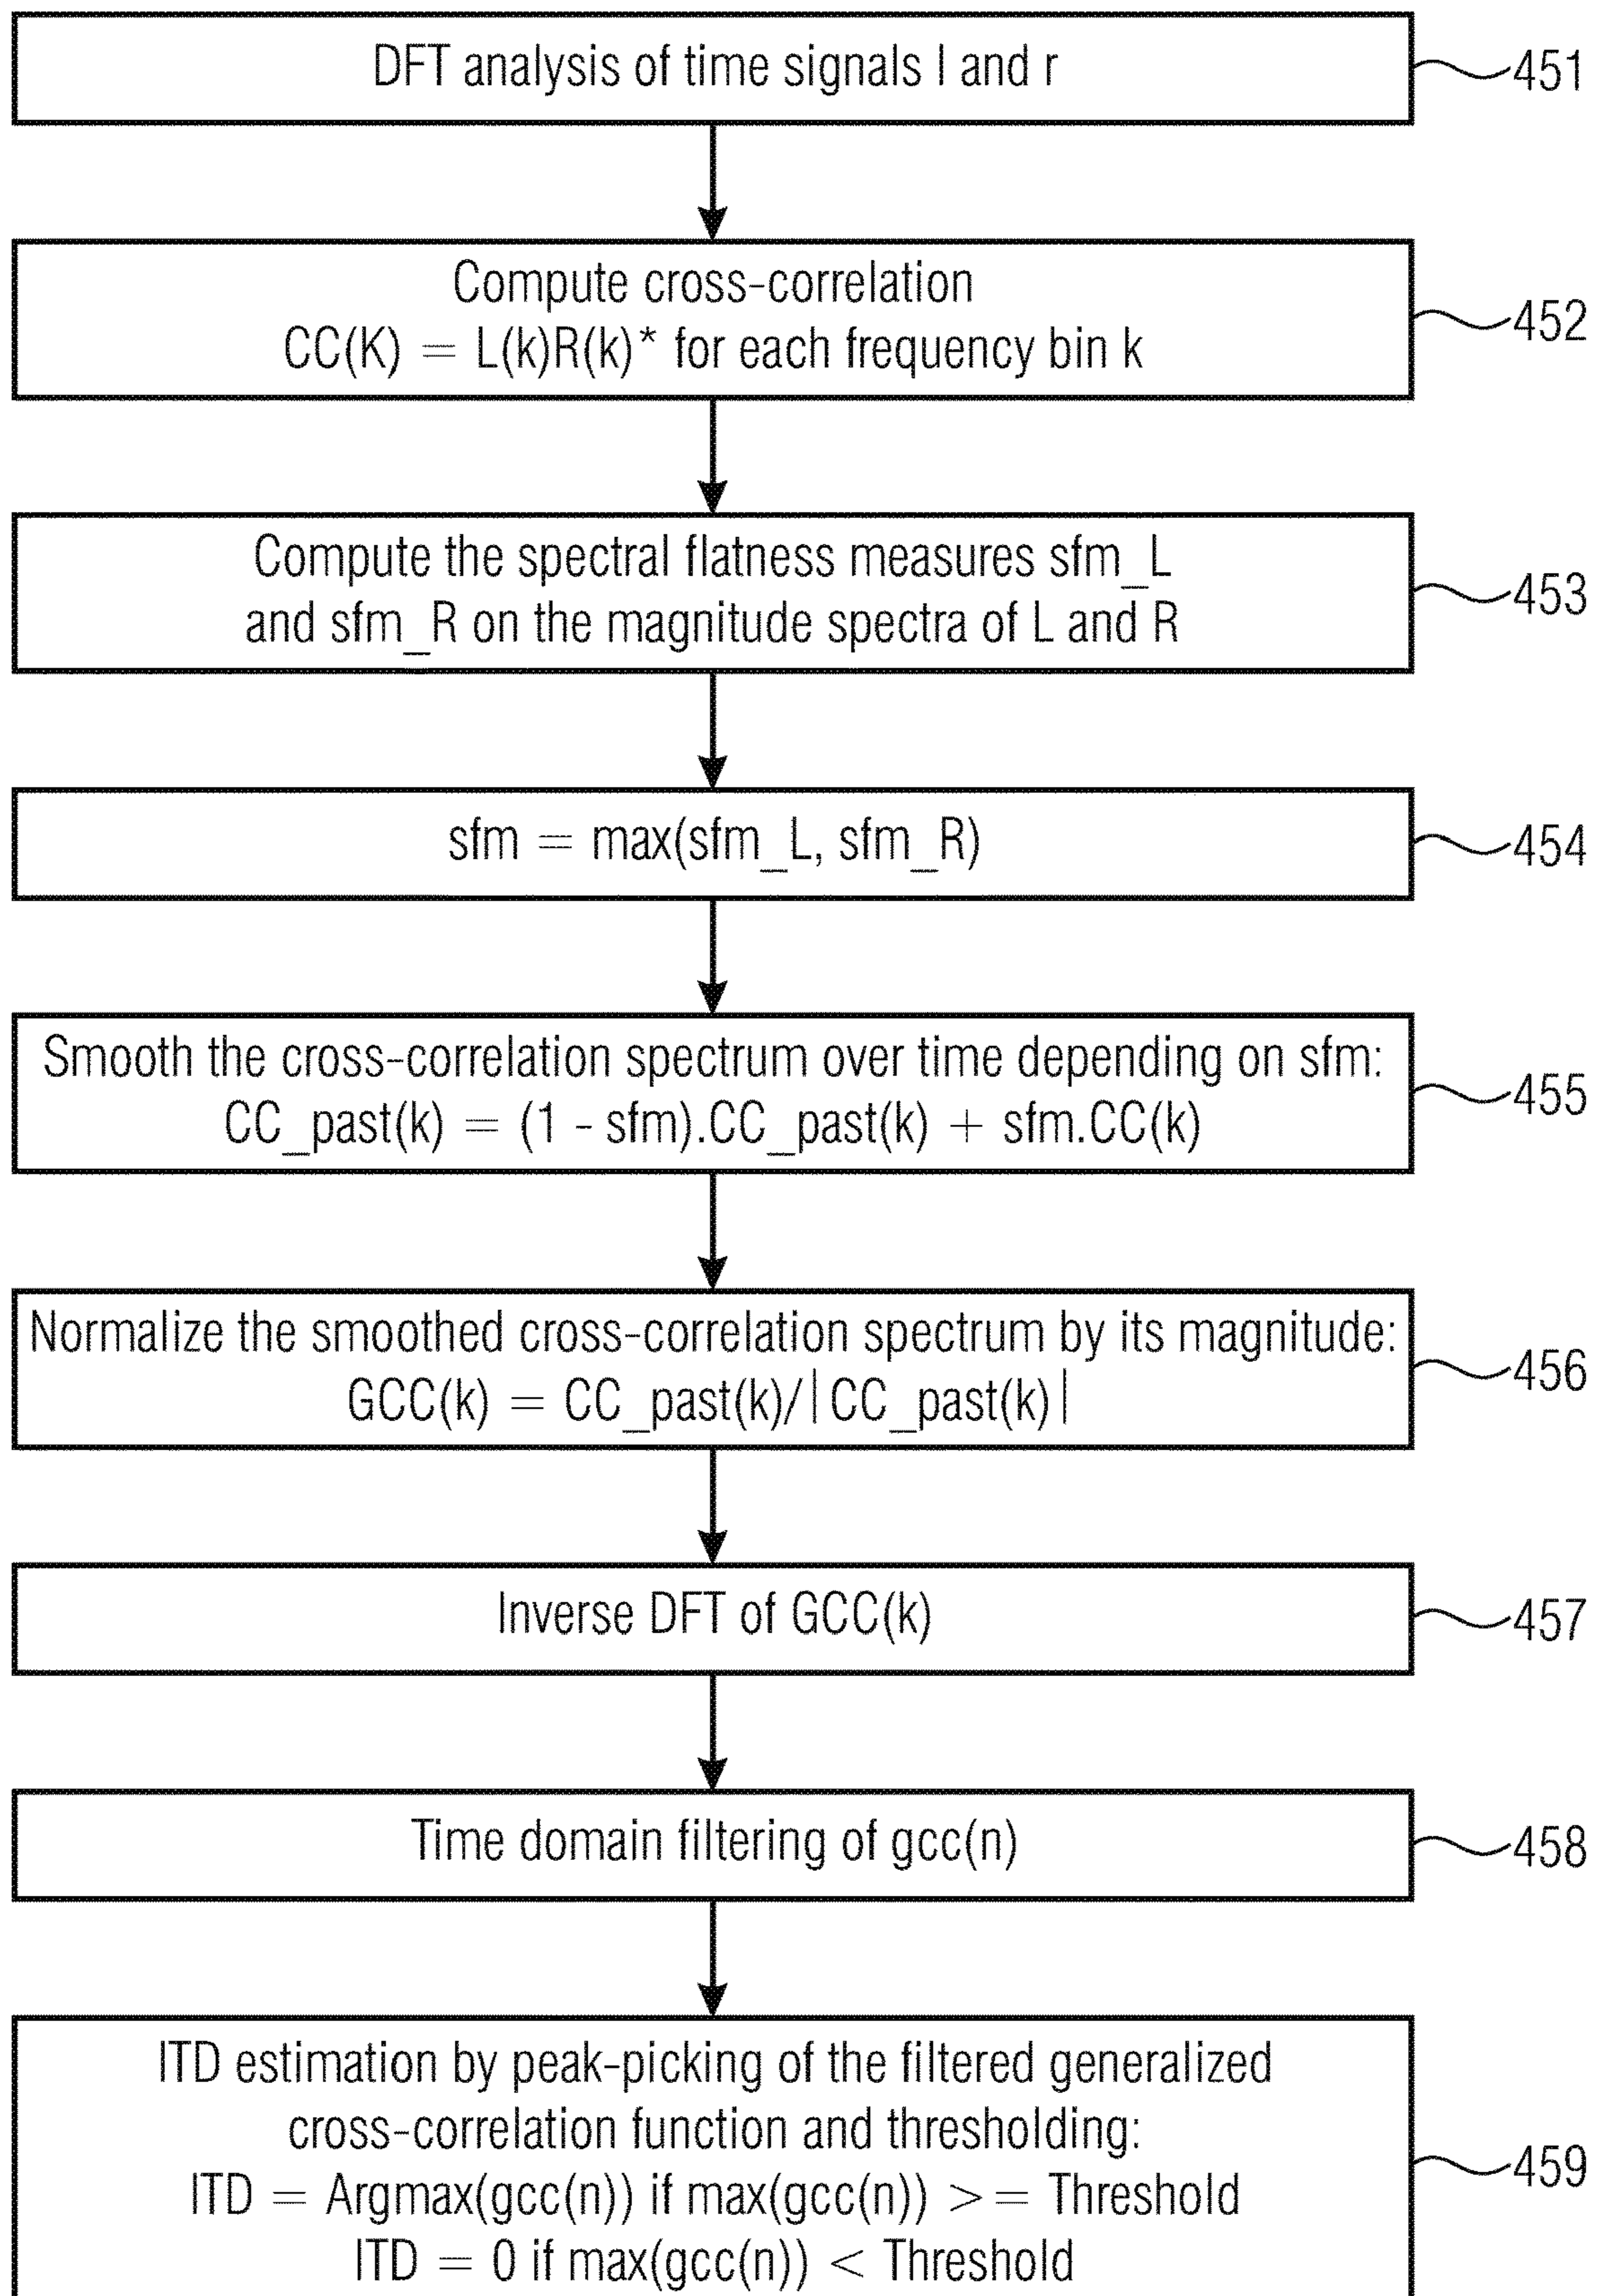 DFT analysis of time signals l and r
451
Compute cross-correlation
CC(K) = L(k)R(k)* for each frequency bin k
452
Compute the spectral flatness measures sfm_L
and sfm_R on the magnitude spectra of L and R
453
sfm = max(sfm_L, sfm_R)
454
Smooth the cross-correlation spectrum over time depending on sfm:
CC_past(k) = (1 - sfm).CC_past(k) + sfm.CC(k)
455
Normalize the smoothed cross-correlation spectrum by its magnitude:
GCC(k) = CC_past(k)/|CC_past(k)|
456
Inverse DFT of GCC(k)
457
Time domain filtering of gcc(n)
458
ITD estimation by peak-picking of the filtered generalized
cross-correlation function and thresholding:
ITD = Argmax(gcc(n)) if max(gcc(n)) >= Threshold
ITD = 0 if max(gcc(n)) < Threshold
459